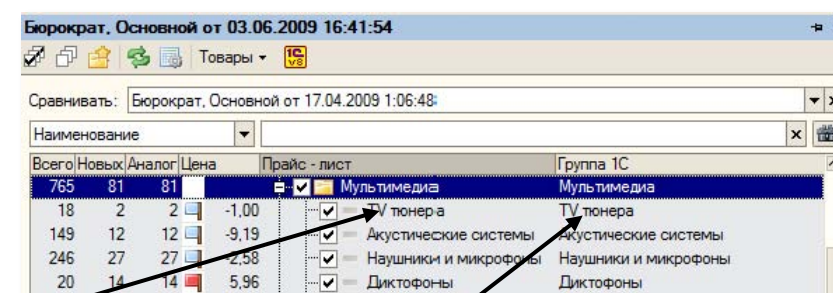 Бюрократ, Основной от 03.06.2009 16:41:54
Товары
1С V8
Сравнивать: Бюрократ, Основной от 17.04.2009 1:06:48
Наименование
Всего Новых Аналог Цена Прайс - лист Группа 1С
765 81 81 Мультимедиа Мультимедиа
18 2 2 -1,00 TV тюнера TV тюнера
149 12 12 -9,19 Акустические системы Акустические системы
246 27 27 -2,58 Наушники и микрофоны Наушники и микрофоны
20 14 14 5,96 Диктофоны Диктофоны